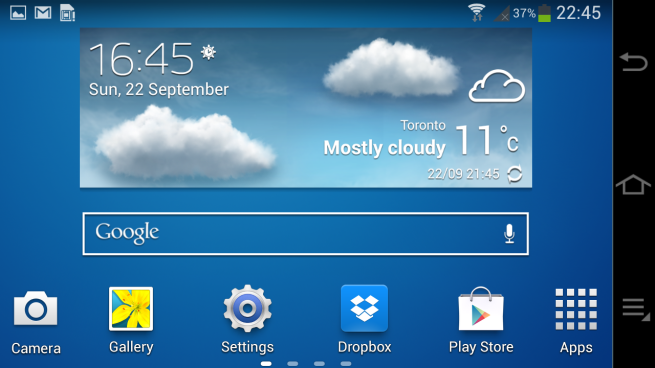 37% 22:45
16:45
Sun, 22 September
Toronto
Mostly cloudy 11°C
22/09 21:45
Google
Camera Gallery Settings Dropbox Play Store Apps